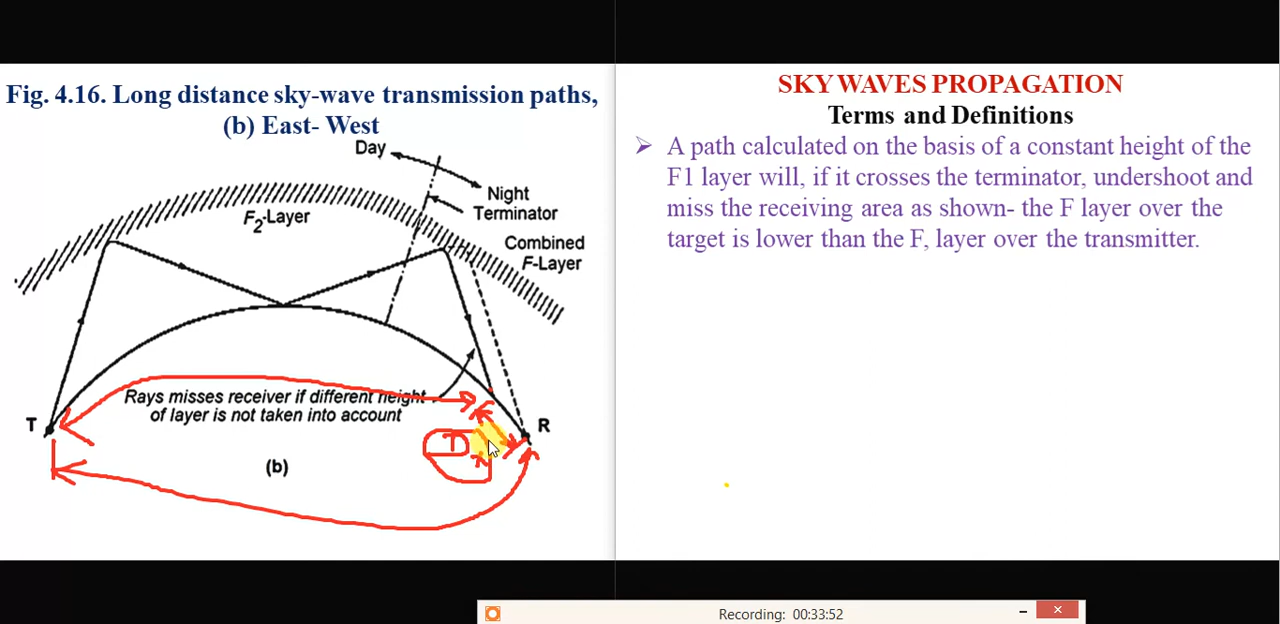 Fig. 4.16. Long distance sky-wave transmission paths,
(b) East- West
Day
Night
Terminator
F2-Layer
Combined
F-Layer
Rays misses receiver if different height
of layer is not taken into account
T
R
(b)
SKY WAVES PROPAGATION
Terms and Definitions
➤ A path calculated on the basis of a constant height of the
F1 layer will, if it crosses the terminator, undershoot and
miss the receiving area as shown- the F layer over the
target is lower than the F, layer over the transmitter.
Recording: 00:33:52